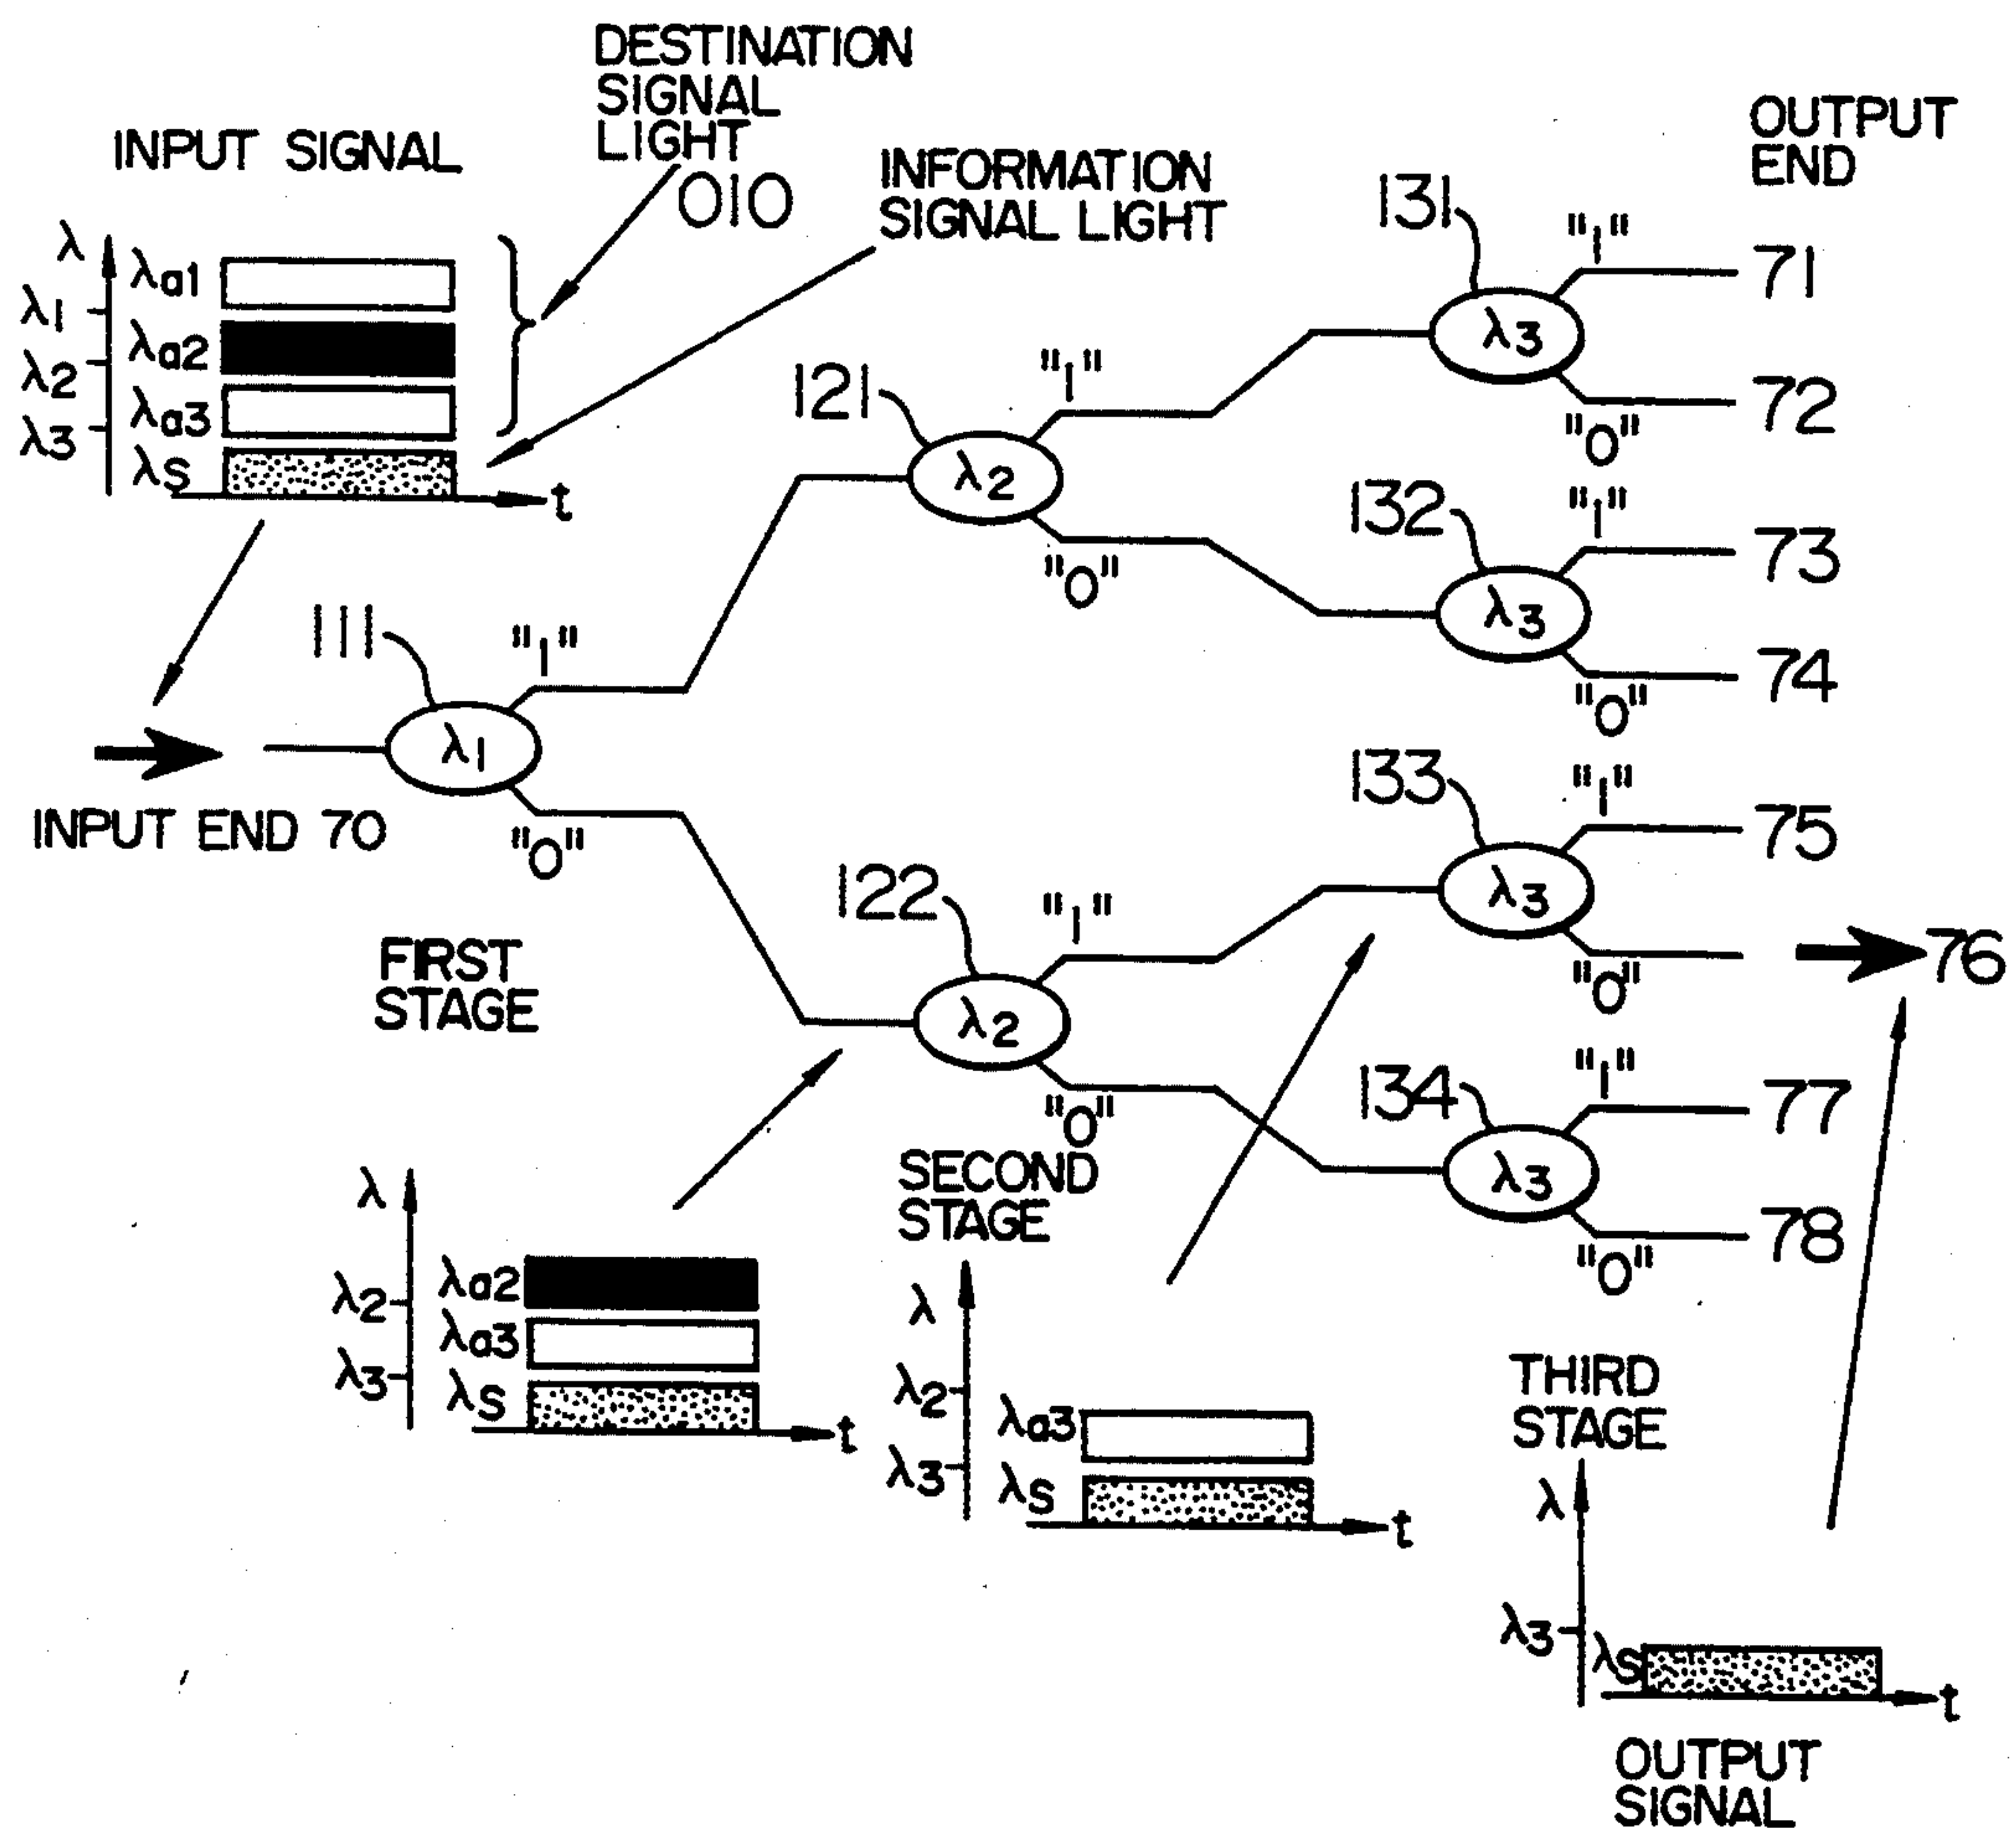 DESTINATION
SIGNAL
LIGHT
010
INPUT SIGNAL
INFORMATION
SIGNAL LIGHT
OUTPUT
END
λ
λa1
λ1
λa2
λ2
λa3
λ3
λs
t
131
"1"
71
λ3
72
"0"
121
"1"
λ2
"0"
132
"1"
73
λ3
74
"0"
111
"1"
λ1
"0"
INPUT END 70
133
"1"
75
λ3
76
"0"
122
"1"
λ2
"0"
FIRST
STAGE
134
"1"
77
λ3
78
"0"
SECOND
STAGE
λ
λa2
λ2
λa3
λ3
λs
t
λ
λ2
λa3
λ3
λs
t
THIRD
STAGE
λ
λ3
λs
t
OUTPUT
SIGNAL